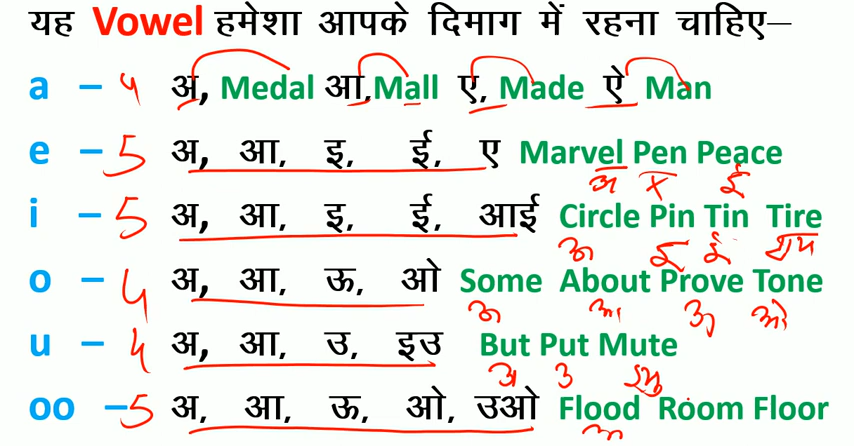 यह Vowel हमेशा आपके दिमाग में रहना चाहिए–
a – 4 अ, Medal आ, Mall ए, Made ऐ Man
e – 5 अ, आ, इ, ई, ए Marvel Pen Peace
अ ई
i – 5 अ, आ, इ, ई, आई Circle Pin Tin Tire
अ इ ई
o – 4 अ, आ, ऊ, ओ Some About Prove Tone
अ आ ऊ ओ
u – 4 अ, आ, उ, इउ But Put Mute
अ उ इयु
oo – 5 अ, आ, ऊ, ओ, उओ Flood Room Floor
अ